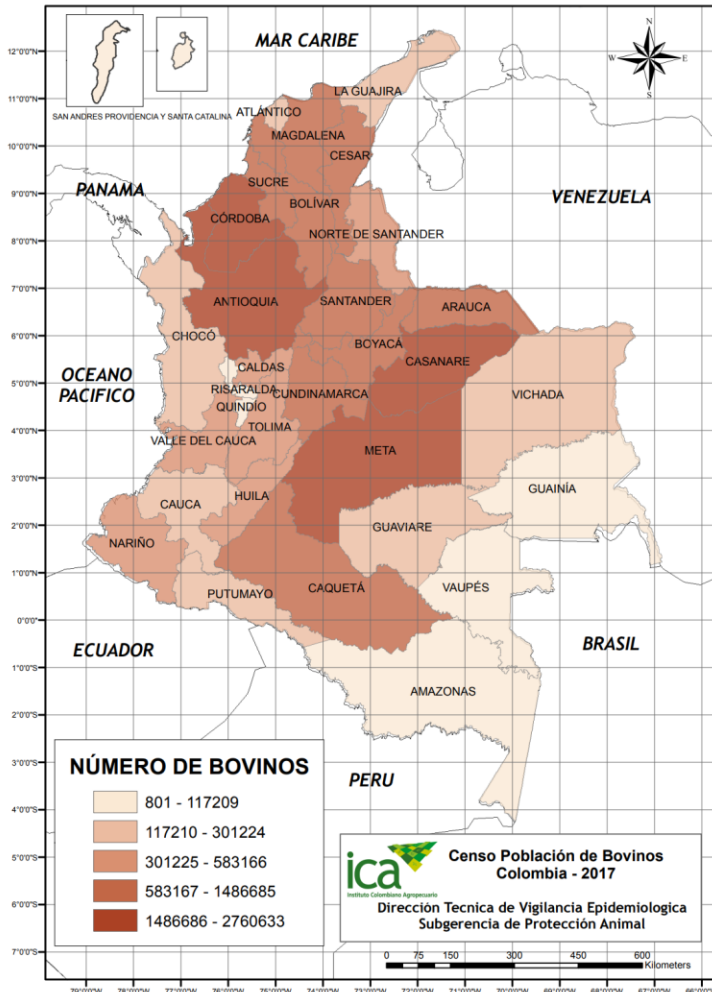 MAR CARIBE
N
W E
S
12°0'0"N
11°0'0"N
10°0'0"N
9°0'0"N
8°0'0"N
7°0'0"N
6°0'0"N
5°0'0"N
4°0'0"N
3°0'0"N
2°0'0"N
1°0'0"N
0°0'0"
1°0'0"S
2°0'0"S
3°0'0"S
4°0'0"S
5°0'0"S
6°0'0"S
7°0'0"S
SAN ANDRES PROVIDENCIA Y SANTA CATALINA
LA GUAJIRA
ATLÁNTICO
MAGDALENA
CESAR
PANAMA
SUCRE
VENEZUELA
BOLÍVAR
CÓRDOBA
NORTE DE SANTANDER
ANTIOQUIA
SANTANDER
ARAUCA
CHOCÓ
BOYACÁ
CASANARE
OCEANO
PACIFICO
CALDAS
RISARALDA
CUNDINAMARCA
VICHADA
QUINDÍO
TOLIMA
VALLE DEL CAUCA
META
GUAINÍA
HUILA
CAUCA
GUAVIARE
NARIÑO
CAQUETÁ
VAUPÉS
PUTUMAYO
ECUADOR
BRASIL
AMAZONAS
PERU
NÚMERO DE BOVINOS
801 - 117209
117210 - 301224
301225 - 583166
583167 - 1486685
1486686 - 2760633
ica
Instituto Colombiano Agropecuario
Censo Población de Bovinos
Colombia - 2017
Dirección Tecnica de Vigilancia Epidemiologica
Subgerencia de Protección Animal
0 75 150 300 450 600
Kilometers